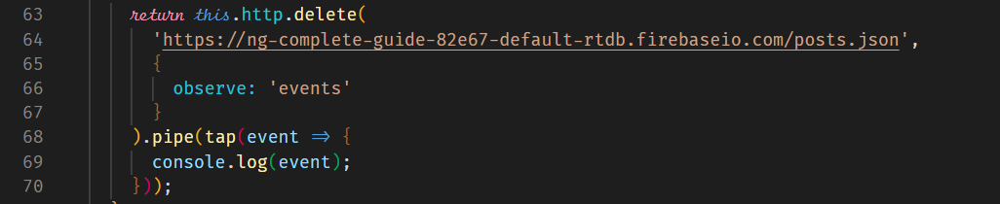 63 return this.http.delete(
64 'https://ng-complete-guide-82e67-default-rtdb.firebaseio.com/posts.json',
65 {
66 observe: 'events'
67 }
68 ).pipe(tap(event => {
69 console.log(event);
70 }));